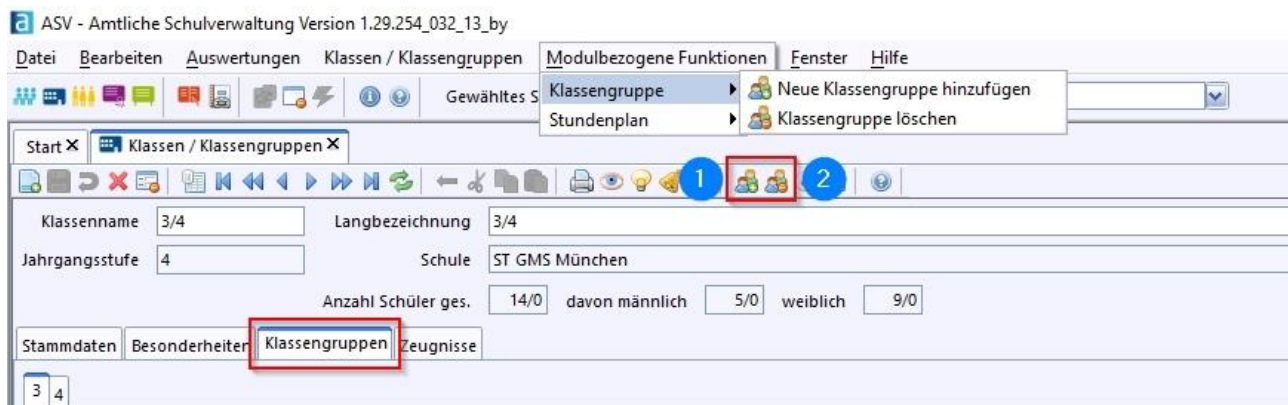 ASV - Amtliche Schulverwaltung Version 1.29.254_032_13_by
Datei Bearbeiten Auswertungen Klassen / Klassengruppen Modulbezogene Funktionen Fenster Hilfe
Gewähltes S Klassengruppe Neue Klassengruppe hinzufügen
Stundenplan Klassengruppe löschen
Start Klassen / Klassengruppen
1 2
Klassenname 3/4 Langbezeichnung 3/4
Jahrgangsstufe 4 Schule ST GMS München
Anzahl Schüler ges. 14/0 davon männlich 5/0 weiblich 9/0
Stammdaten Besonderheiten Klassengruppen Zeugnisse
3 4